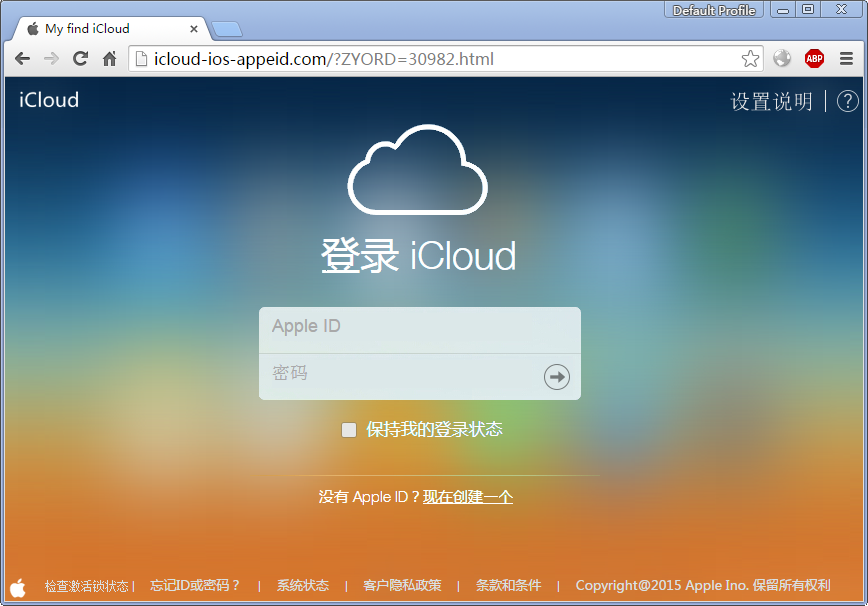 Default Profile
My find iCloud
icloud-ios-appeid.com/?ZYORD=30982.html
ABP
iCloud
设置说明 | ?
登录 iCloud
Apple ID
密码
保持我的登录状态
没有 Apple ID？现在创建一个
检查激活锁状态 | 忘记ID或密码？ | 系统状态 | 客户隐私政策 | 条款和条件 | Copyright@2015 Apple Ino. 保留所有权利